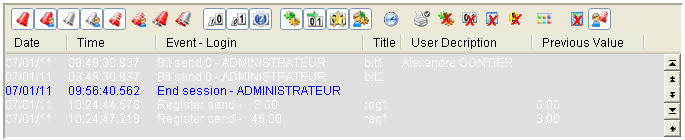 Date Time Event - Login Title User Decription Previous Value
07/01/11 09:48:30.937 Bit send 0 - ADMINISTRATEUR bit1 Alexandre GONTIER
07/01/11 09:48:30.937 Bit send 0 - ADMINISTRATEUR bit2
07/01/11 09:56:40.562 End session - ADMINISTRATEUR
07/01/11 10:24:44.578 Register send - 3.00 reg1 0.00
07/01/11 10:24:47.218 Register send - 45.00 reg1 3.00